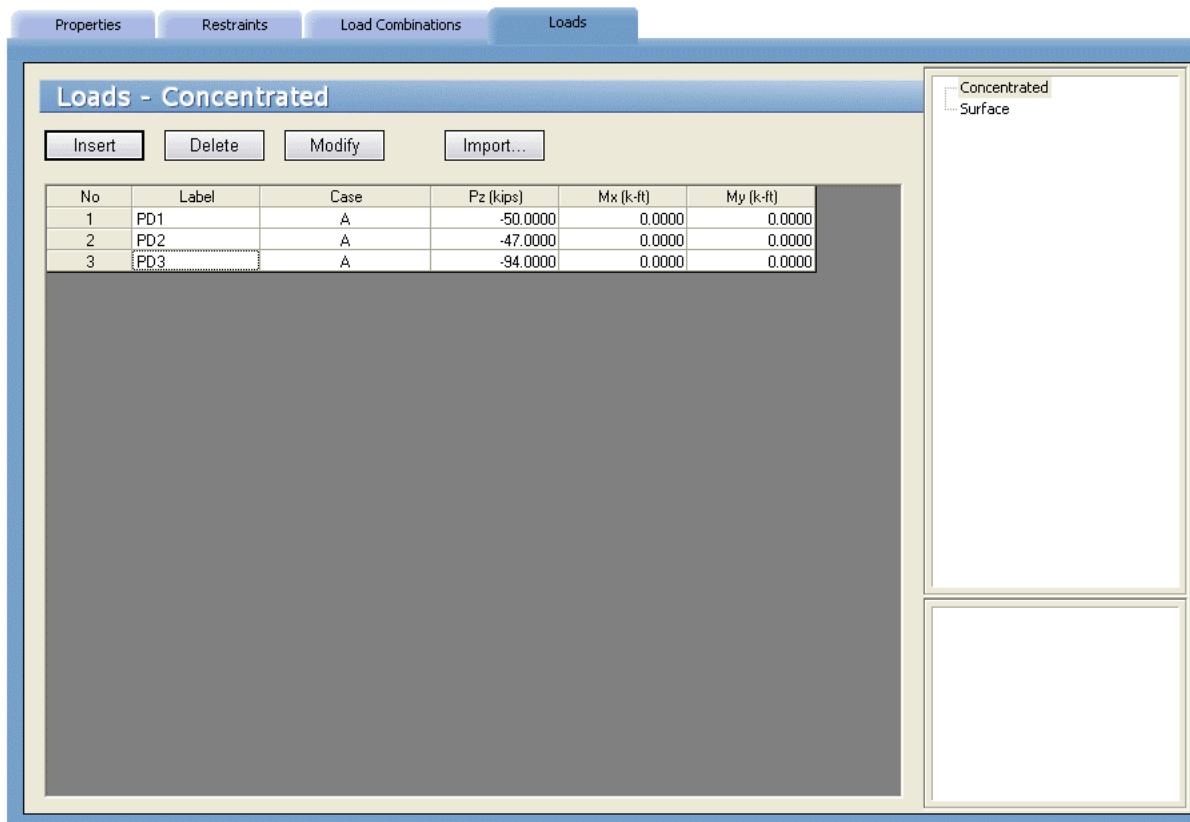 Properties Restraints Load Combinations Loads
Loads - Concentrated
Insert Delete Modify Import...
No Label Case Pz (kips) Mx (k-ft) My (k-ft)
1 PD1 A -50.0000 0.0000 0.0000
2 PD2 A -47.0000 0.0000 0.0000
3 PD3 A -94.0000 0.0000 0.0000
Concentrated
Surface